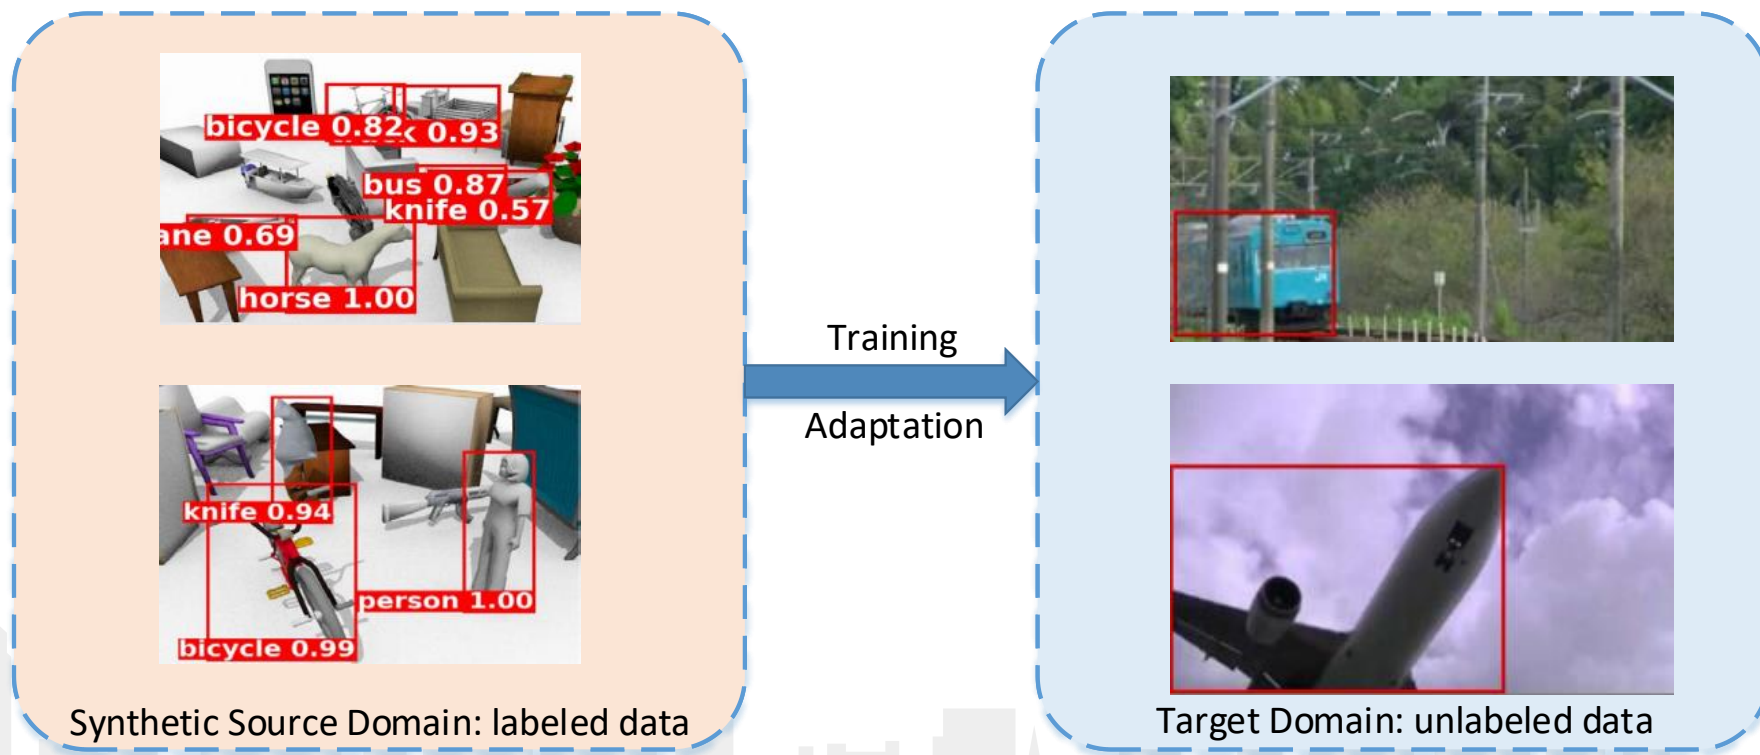 bicycle 0.82
k 0.93
bus 0.87
knife 0.57
ane 0.69
horse 1.00
knife 0.94
person 1.00
bicycle 0.99
Synthetic Source Domain: labeled data
Training
Adaptation
Target Domain: unlabeled data